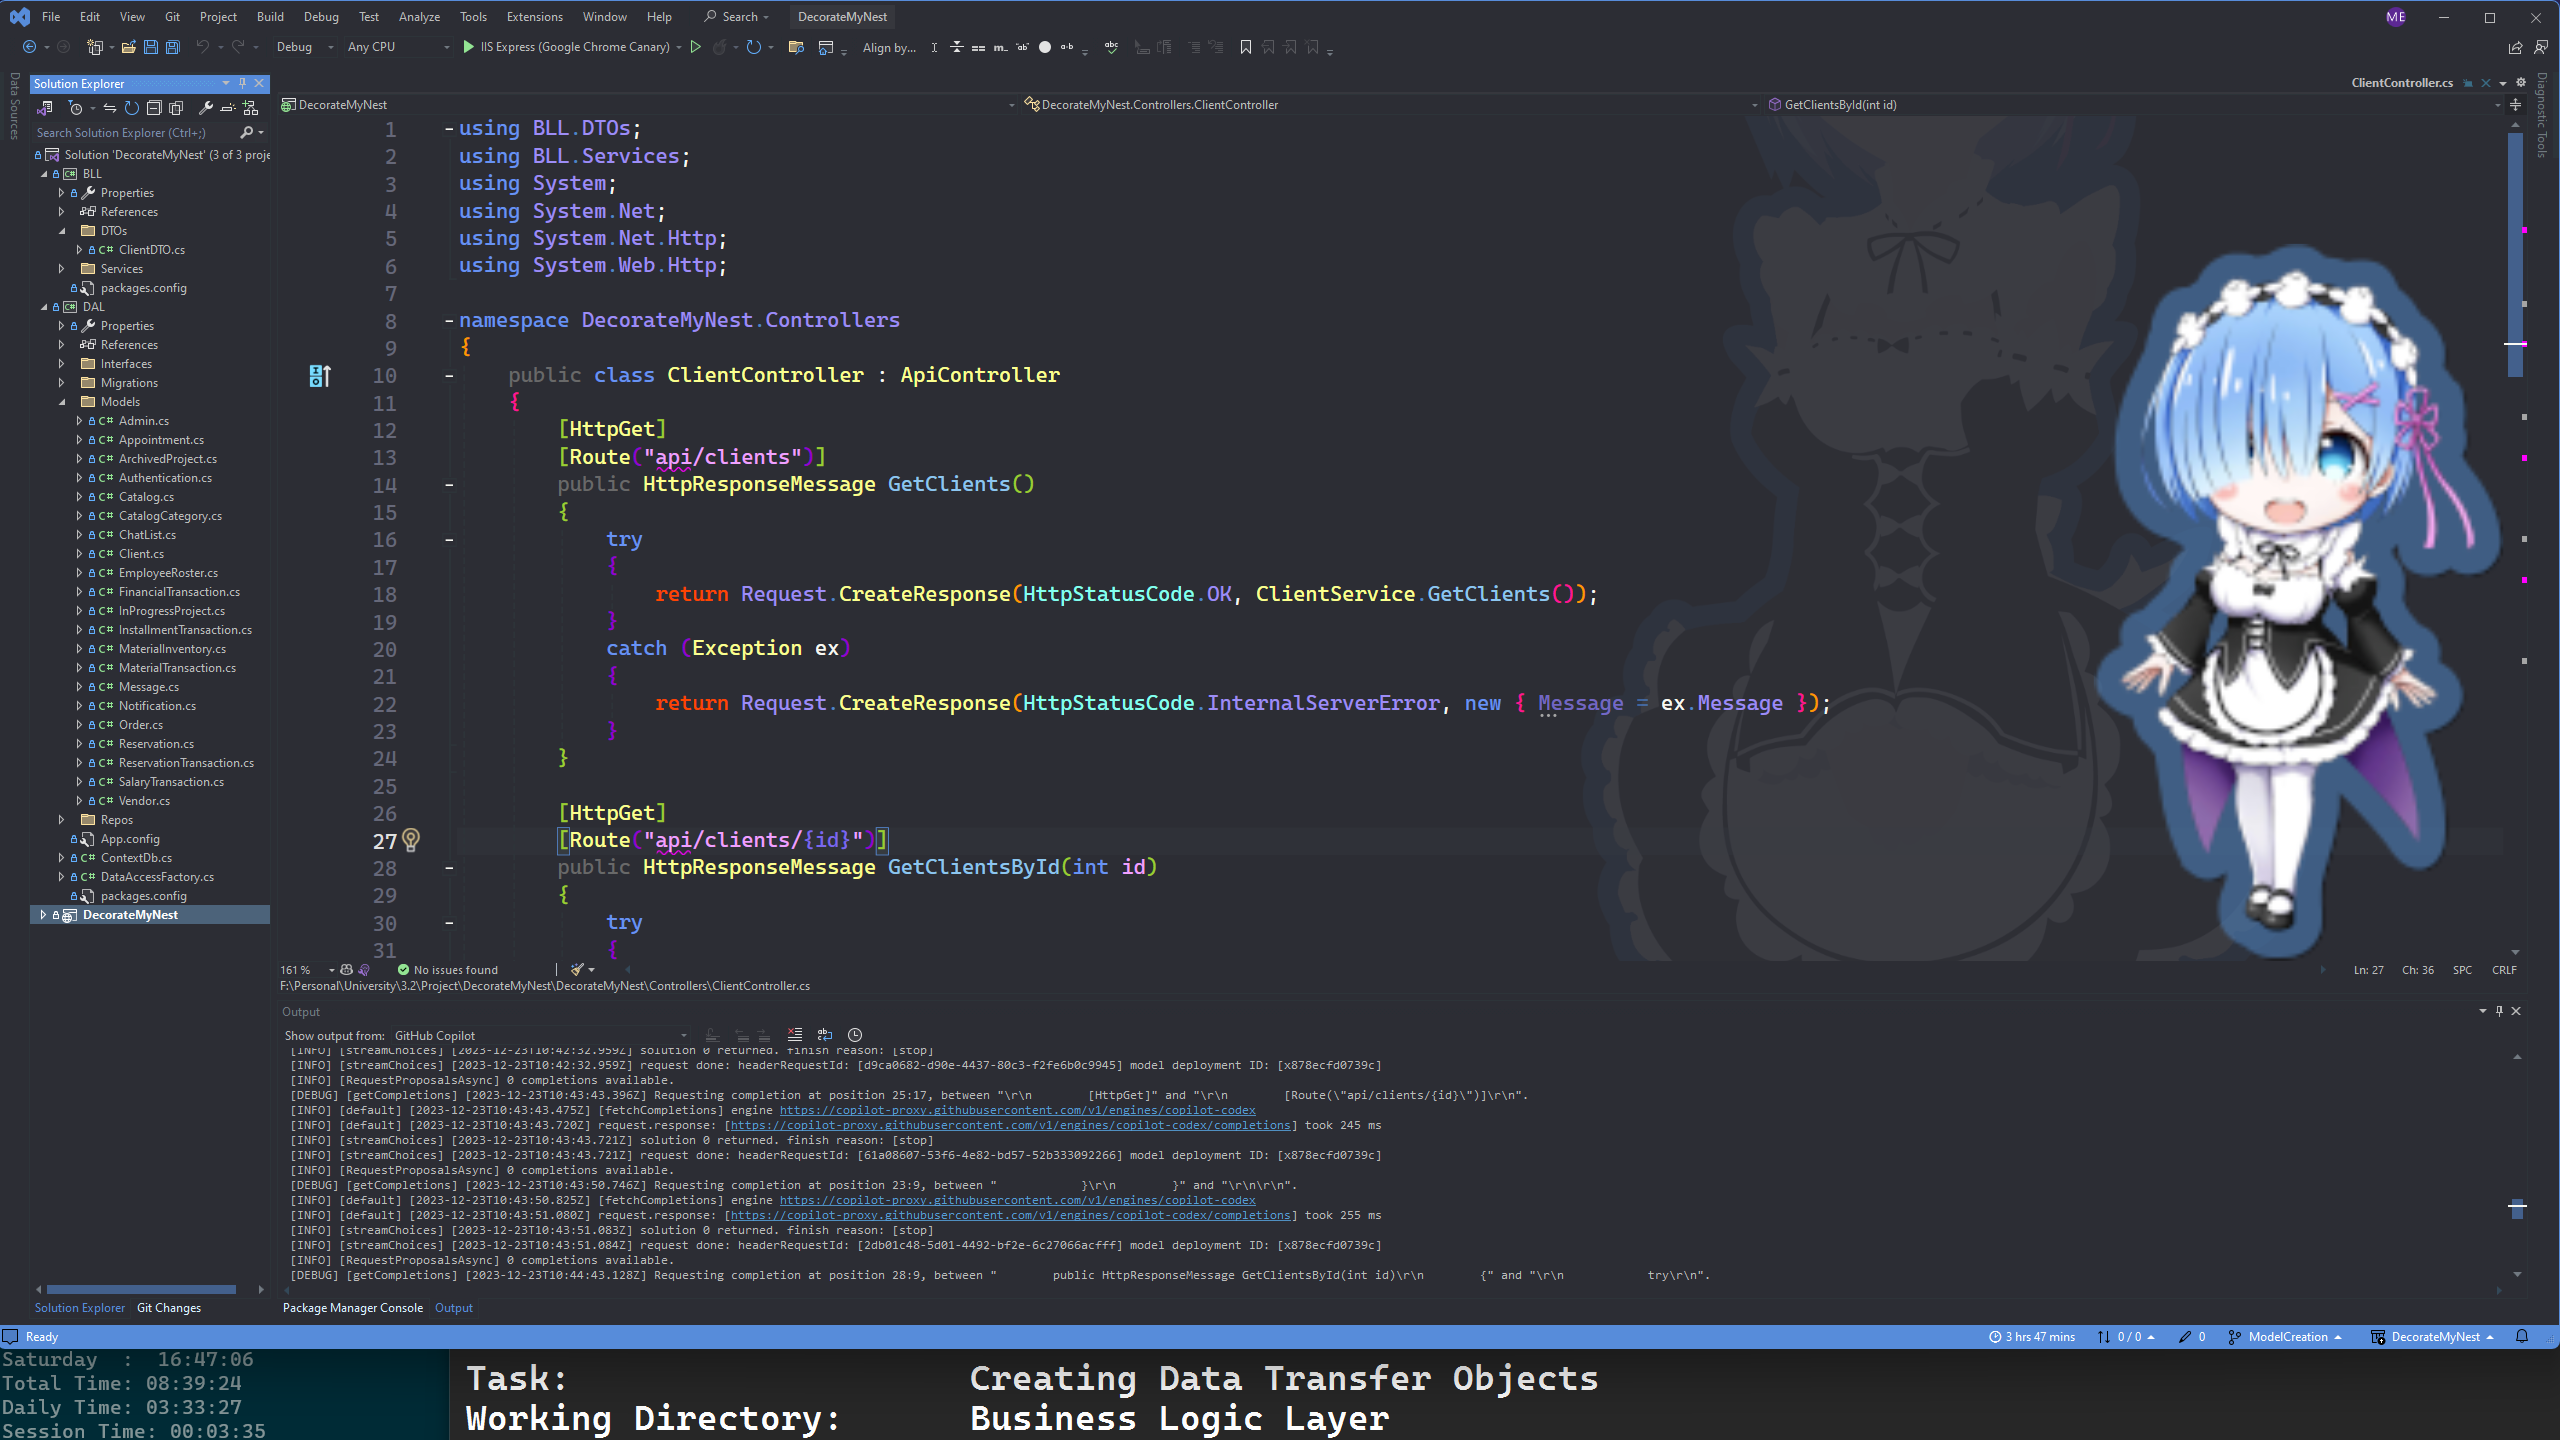 File Edit View Git Project Build Debug Test Analyze Tools Extensions Window Help Search DecorateMyNest ME
Debug Any CPU IIS Express (Google Chrome Canary) Align by...
Data Sources
Solution Explorer
Search Solution Explorer (Ctrl+;)
Solution 'DecorateMyNest' (3 of 3 proje
BLL
Properties
References
DTOs
C# ClientDTO.cs
Services
packages.config
DAL
Properties
References
Interfaces
Migrations
Models
C# Admin.cs
C# Appointment.cs
C# ArchivedProject.cs
C# Authentication.cs
C# Catalog.cs
C# CatalogCategory.cs
C# ChatList.cs
C# Client.cs
C# EmployeeRoster.cs
C# FinancialTransaction.cs
C# InProgressProject.cs
C# InstallmentTransaction.cs
C# MaterialInventory.cs
C# MaterialTransaction.cs
C# Message.cs
C# Notification.cs
C# Order.cs
C# Reservation.cs
C# ReservationTransaction.cs
C# SalaryTransaction.cs
C# Vendor.cs
Repos
App.config
C# ContextDb.cs
C# DataAccessFactory.cs
packages.config
DecorateMyNest
Solution Explorer Git Changes
ClientController.cs
Diagnostic Tools
DecorateMyNest DecorateMyNest.Controllers.ClientController GetClientsById(int id)
1 using BLL.DTOs;
2 using BLL.Services;
3 using System;
4 using System.Net;
5 using System.Net.Http;
6 using System.Web.Http;
7
8 namespace DecorateMyNest.Controllers
9 {
10 public class ClientController : ApiController
11 {
12 [HttpGet]
13 [Route("api/clients")]
14 public HttpResponseMessage GetClients()
15 {
16 try
17 {
18 return Request.CreateResponse(HttpStatusCode.OK, ClientService.GetClients());
19 }
20 catch (Exception ex)
21 {
22 return Request.CreateResponse(HttpStatusCode.InternalServerError, new { Message = ex.Message });
23 }
24 }
25
26 [HttpGet]
27 [Route("api/clients/{id}")]
28 public HttpResponseMessage GetClientsById(int id)
29 {
30 try
31 {
161 % No issues found Ln: 27 Ch: 36 SPC CRLF
F:\Personal\University\3.2\Project\DecorateMyNest\DecorateMyNest\Controllers\ClientController.cs
Output
Show output from: GitHub Copilot
[INFO] [streamChoices] [2023-12-23T10:42:32.959Z] solution 0 returned. finish reason: [stop]
[INFO] [streamChoices] [2023-12-23T10:42:32.959Z] request done: headerRequestId: [d9ca0682-d90e-4437-80c3-f2fe6b0c9945] model deployment ID: [x878ecfd0739c]
[INFO] [RequestProposalsAsync] 0 completions available.
[DEBUG] [getCompletions] [2023-12-23T10:43:43.396Z] Requesting completion at position 25:17, between "\r\n [HttpGet]" and "\r\n [Route(\"api/clients/{id}\")]\r\n".
[INFO] [default] [2023-12-23T10:43:43.475Z] [fetchCompletions] engine https://copilot-proxy.githubusercontent.com/v1/engines/copilot-codex
[INFO] [default] [2023-12-23T10:43:43.720Z] request.response: [https://copilot-proxy.githubusercontent.com/v1/engines/copilot-codex/completions] took 245 ms
[INFO] [streamChoices] [2023-12-23T10:43:43.721Z] solution 0 returned. finish reason: [stop]
[INFO] [streamChoices] [2023-12-23T10:43:43.721Z] request done: headerRequestId: [61a08607-53f6-4e82-bd57-52b333092266] model deployment ID: [x878ecfd0739c]
[INFO] [RequestProposalsAsync] 0 completions available.
[DEBUG] [getCompletions] [2023-12-23T10:43:50.746Z] Requesting completion at position 23:9, between " }\r\n }" and "\r\n\r\n".
[INFO] [default] [2023-12-23T10:43:50.825Z] [fetchCompletions] engine https://copilot-proxy.githubusercontent.com/v1/engines/copilot-codex
[INFO] [default] [2023-12-23T10:43:51.080Z] request.response: [https://copilot-proxy.githubusercontent.com/v1/engines/copilot-codex/completions] took 255 ms
[INFO] [streamChoices] [2023-12-23T10:43:51.083Z] solution 0 returned. finish reason: [stop]
[INFO] [streamChoices] [2023-12-23T10:43:51.084Z] request done: headerRequestId: [2db01c48-5d01-4492-bf2e-6c27066acfff] model deployment ID: [x878ecfd0739c]
[INFO] [RequestProposalsAsync] 0 completions available.
[DEBUG] [getCompletions] [2023-12-23T10:44:43.128Z] Requesting completion at position 28:9, between " public HttpResponseMessage GetClientsById(int id)\r\n {" and "\r\n try\r\n".
Package Manager Console Output
Ready 3 hrs 47 mins 0 / 0 0 ModelCreation DecorateMyNest
Saturday : 16:47:06
Total Time: 08:39:24
Daily Time: 03:33:27
Session Time: 00:03:35
Task: Creating Data Transfer Objects
Working Directory: Business Logic Layer